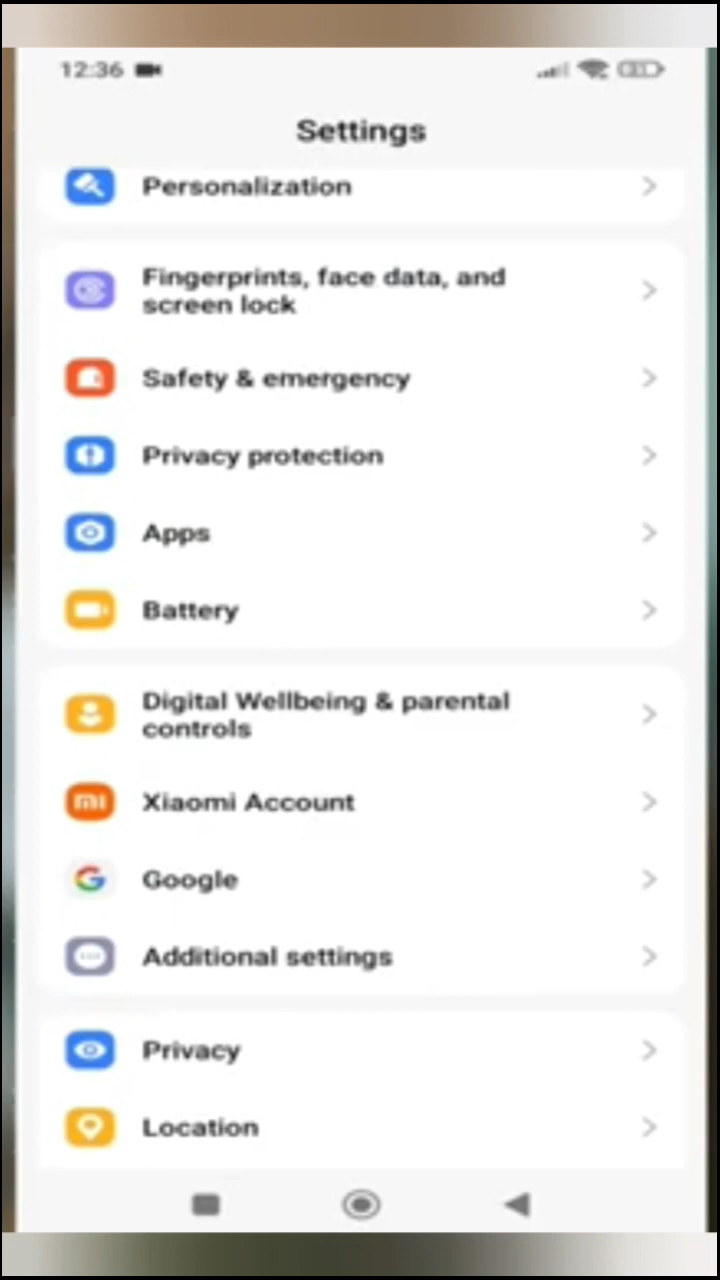 12:36
Settings
Personalization
Fingerprints, face data, and
screen lock
Safety & emergency
Privacy protection
Apps
Battery
Digital Wellbeing & parental
controls
mi
Xiaomi Account
G
Google
Additional settings
Privacy
Location